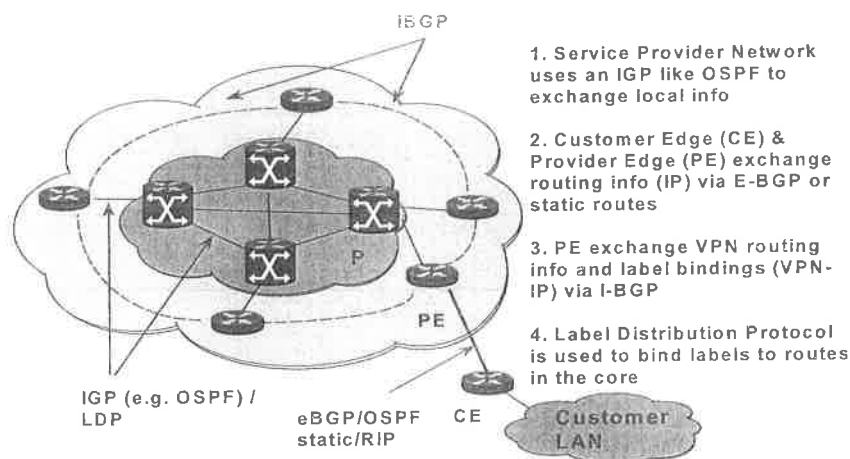 iBGP
1. Service Provider Network
uses an IGP like OSPF to
exchange local info
2. Customer Edge (CE) &
Provider Edge (PE) exchange
routing info (IP) via E-BGP or
static routes
3. PE exchange VPN routing
info and label bindings (VPN-
IP) via I-BGP
4. Label Distribution Protocol
is used to bind labels to routes
in the core
P
PE
IGP (e.g. OSPF) /
LDP
eBGP/OSPF
static/RIP
CE
Customer
LAN